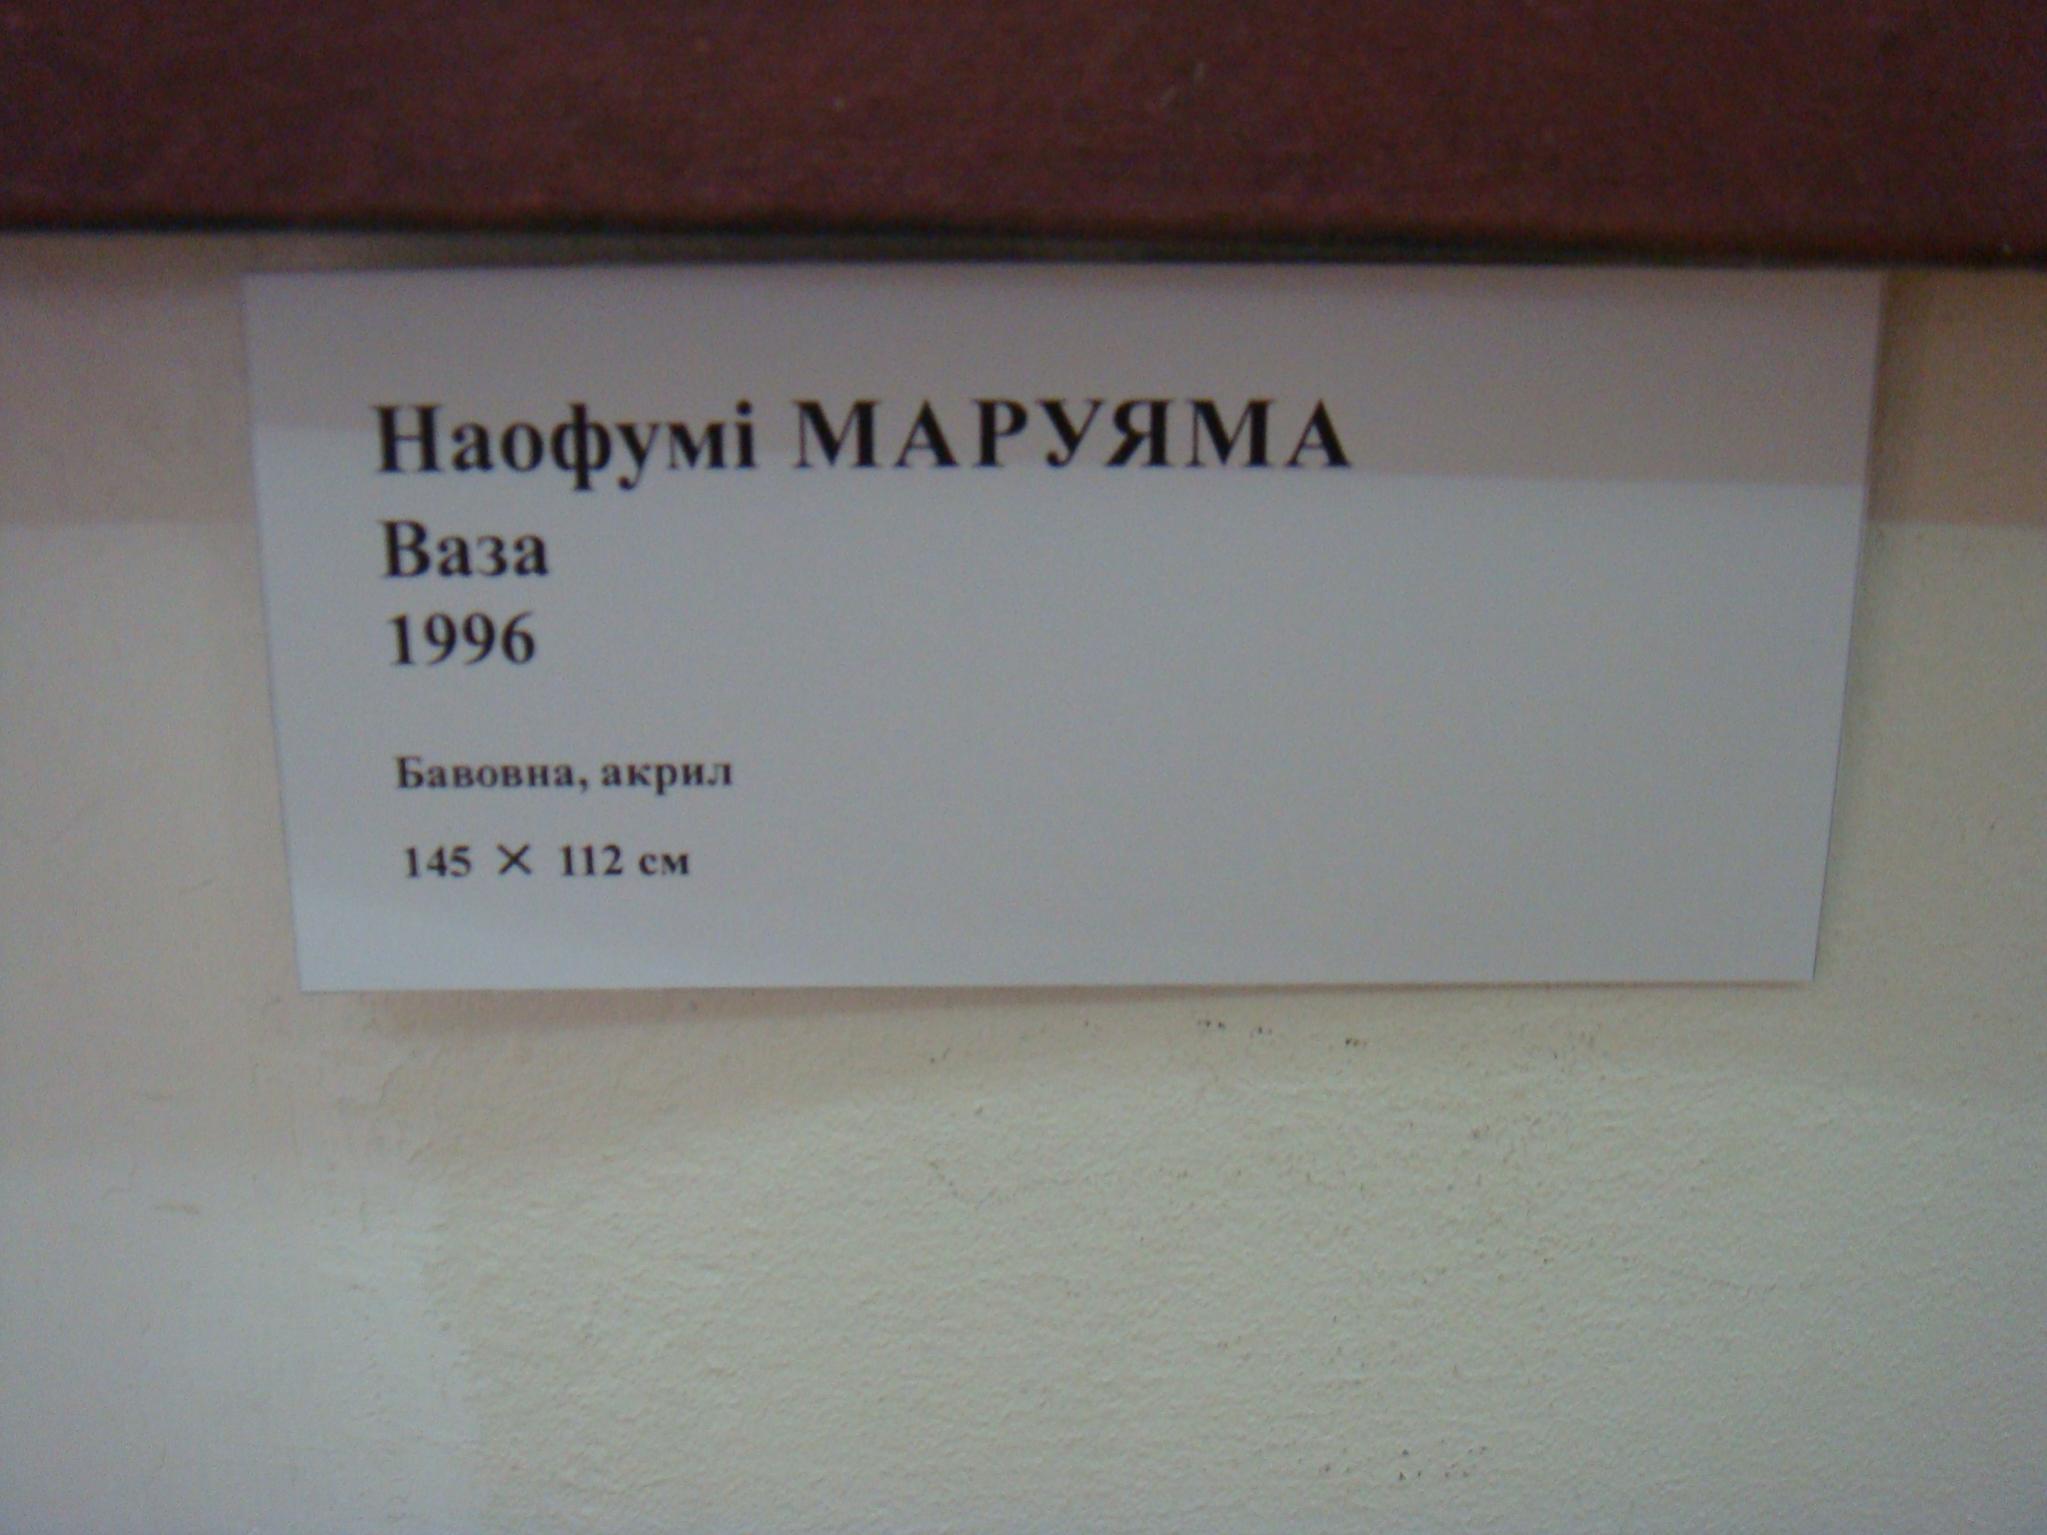 Наофумі МАРУЯМА
Ваза
1996
Бавовна, акрил
145 × 112 см